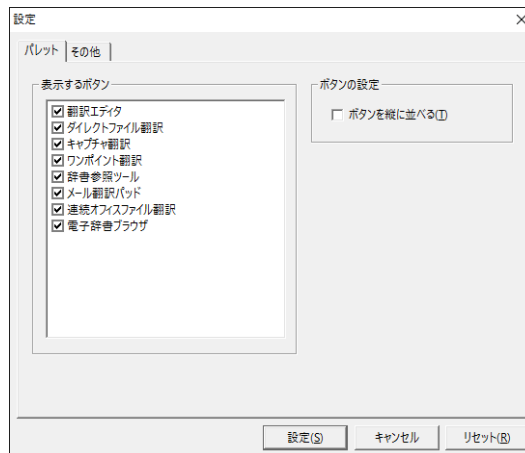 設定
パレット
その他
表示するボタン
翻訳エディタ
ダイレクトファイル翻訳
キャプチャ翻訳
ワンポイント翻訳
辞書参照ツール
メール翻訳パッド
連続オフィスファイル翻訳
電子辞書ブラウザ
ボタンの設定
ボタンを縦に並べる(T)
設定(S)
キャンセル
リセット(R)